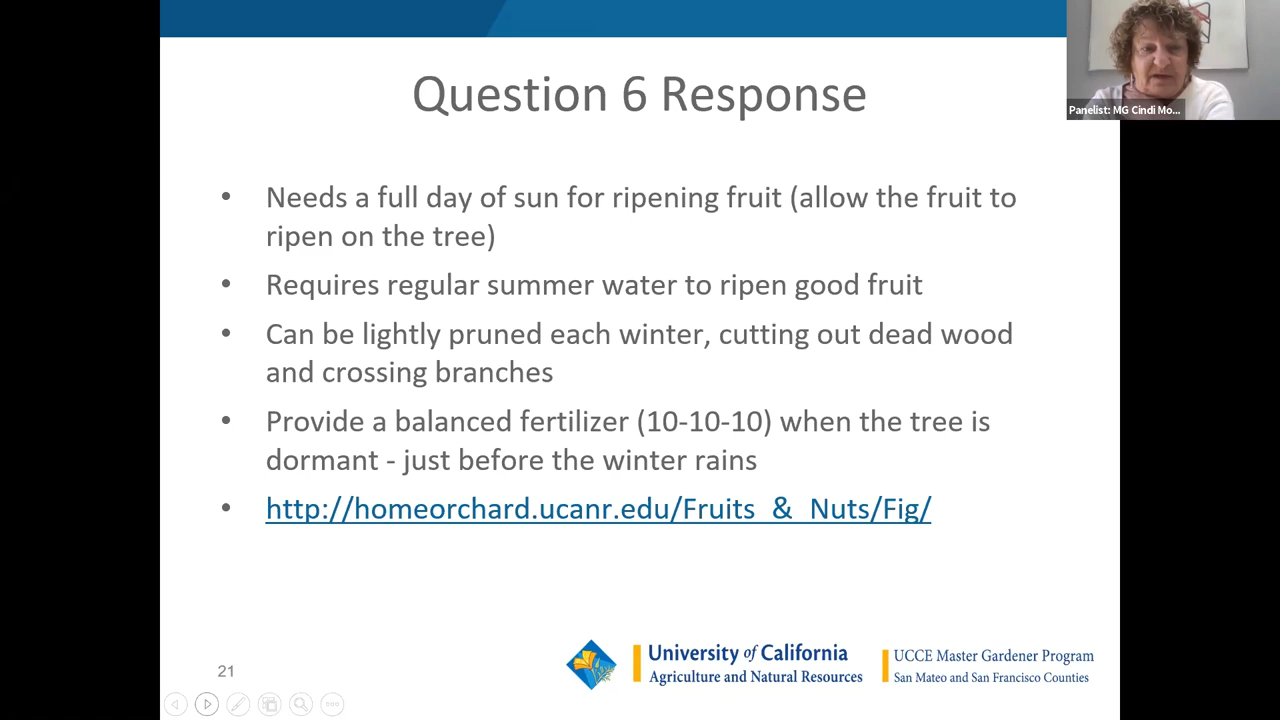 Question 6 Response
Panelist: MG Cindi Mo...
• Needs a full day of sun for ripening fruit (allow the fruit to
ripen on the tree)
• Requires regular summer water to ripen good fruit
• Can be lightly pruned each winter, cutting out dead wood
and crossing branches
• Provide a balanced fertilizer (10-10-10) when the tree is
dormant - just before the winter rains
• http://homeorchard.ucanr.edu/Fruits_&_Nuts/Fig/
21
University of California
Agriculture and Natural Resources
UCCE Master Gardener Program
San Mateo and San Francisco Counties